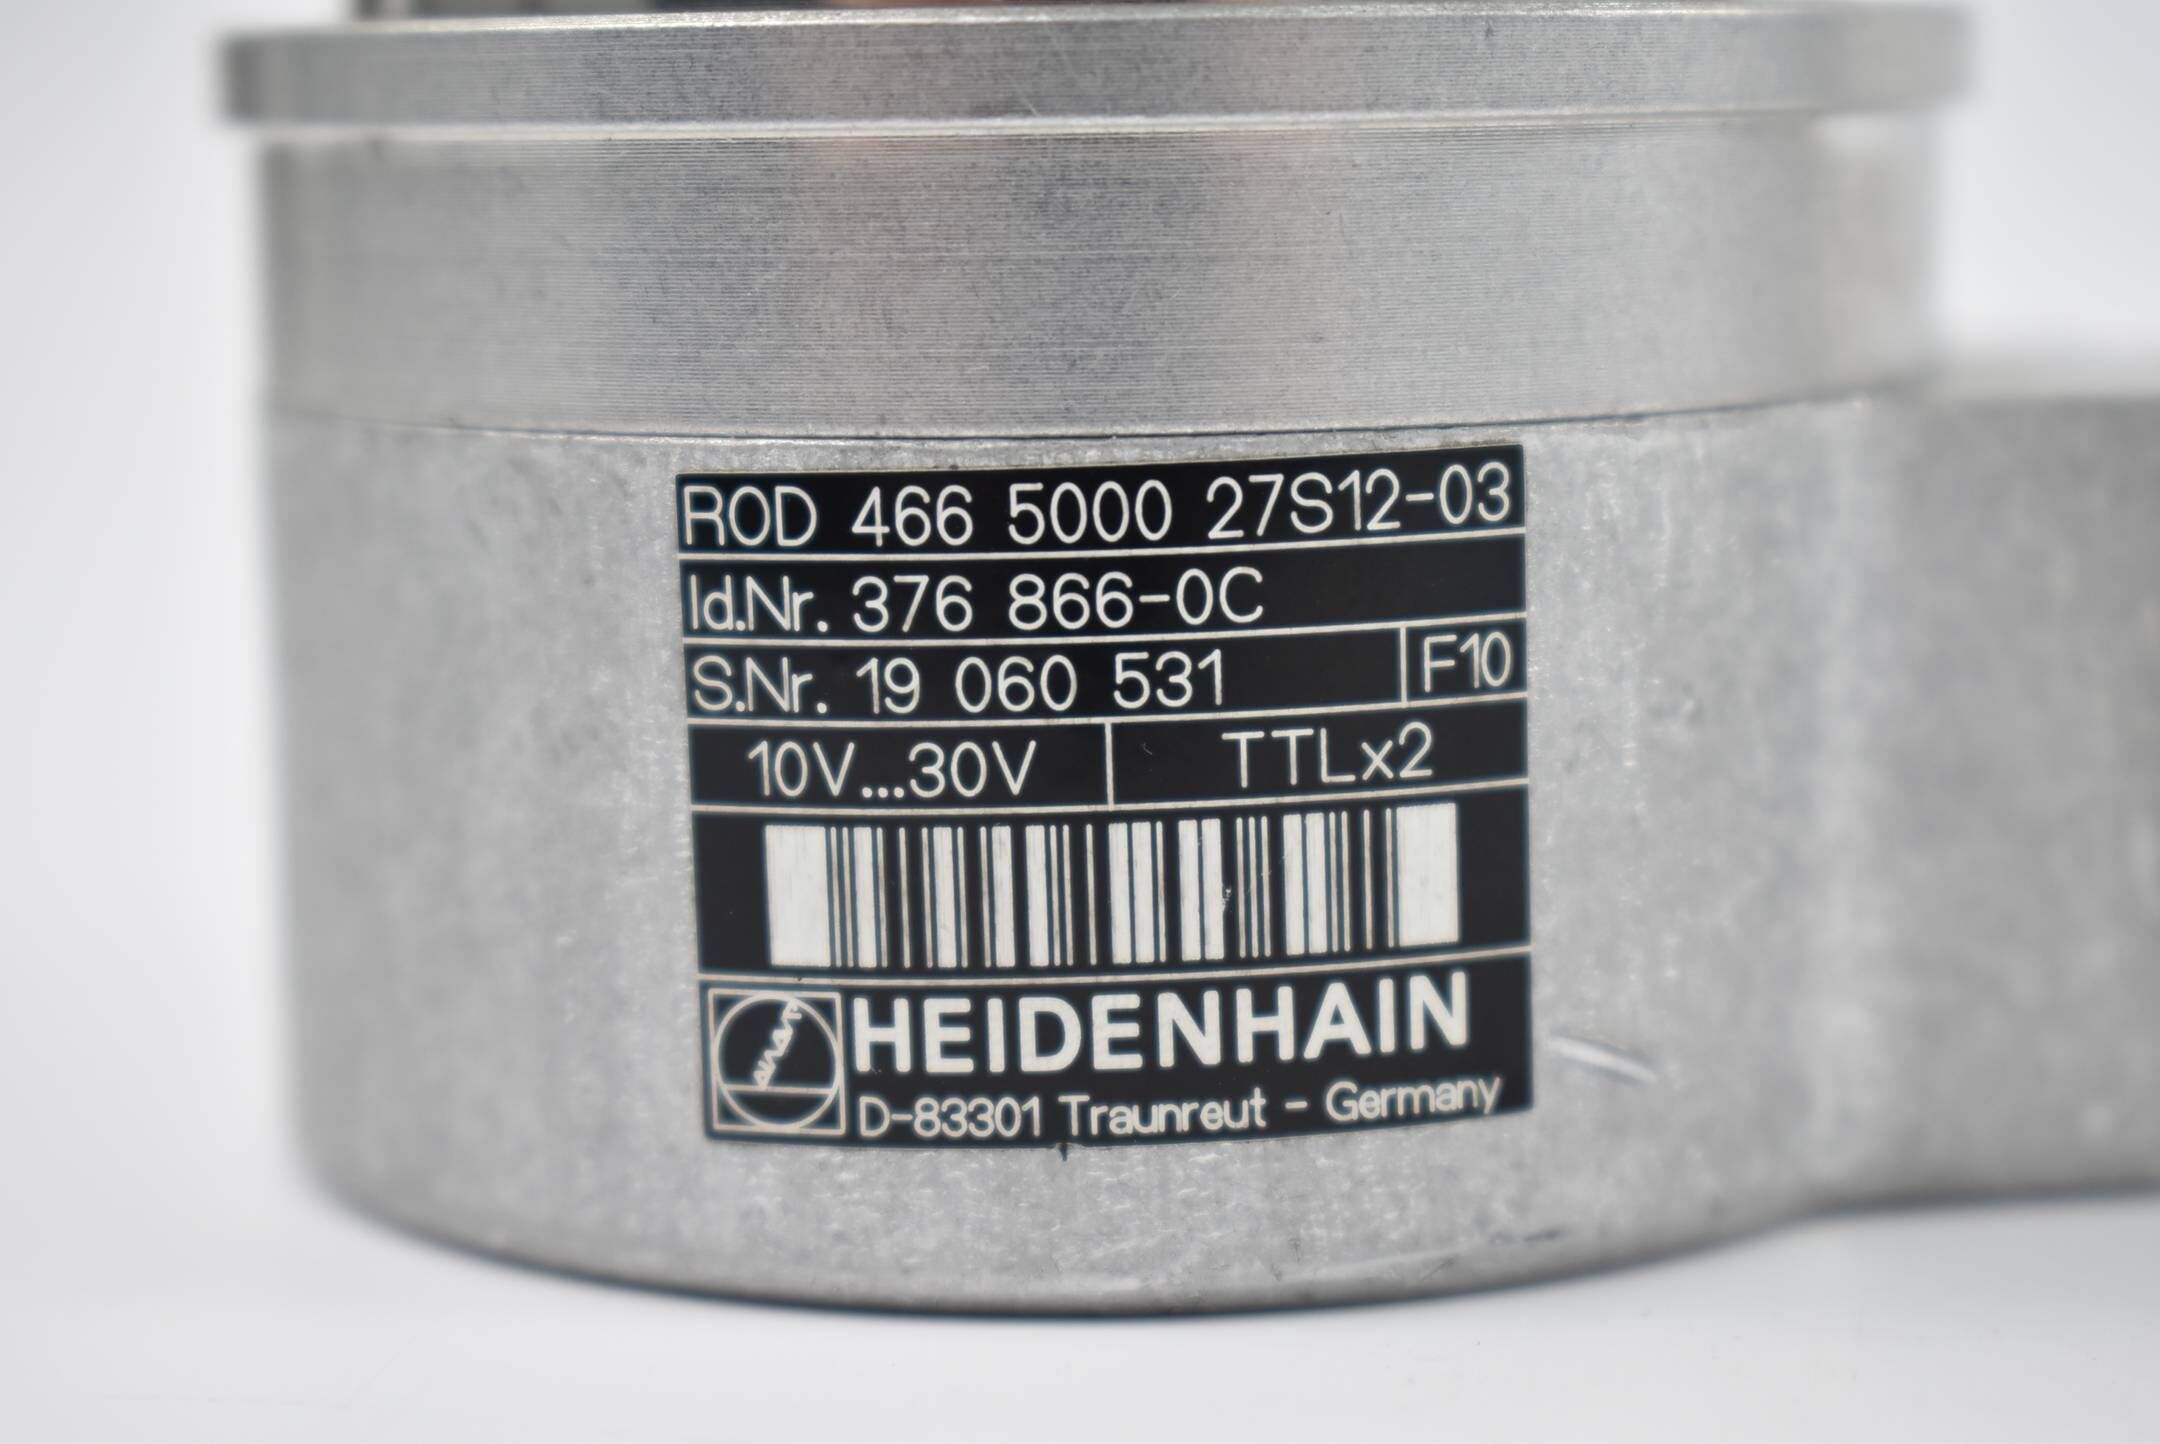 ROD 466 5000 27S12-03
Id.Nr. 376 866-0C
S.Nr. 19 060 531 F10
10V...30V TTLx2
HEIDENHAIN
D-83301 Traunreut - Germany